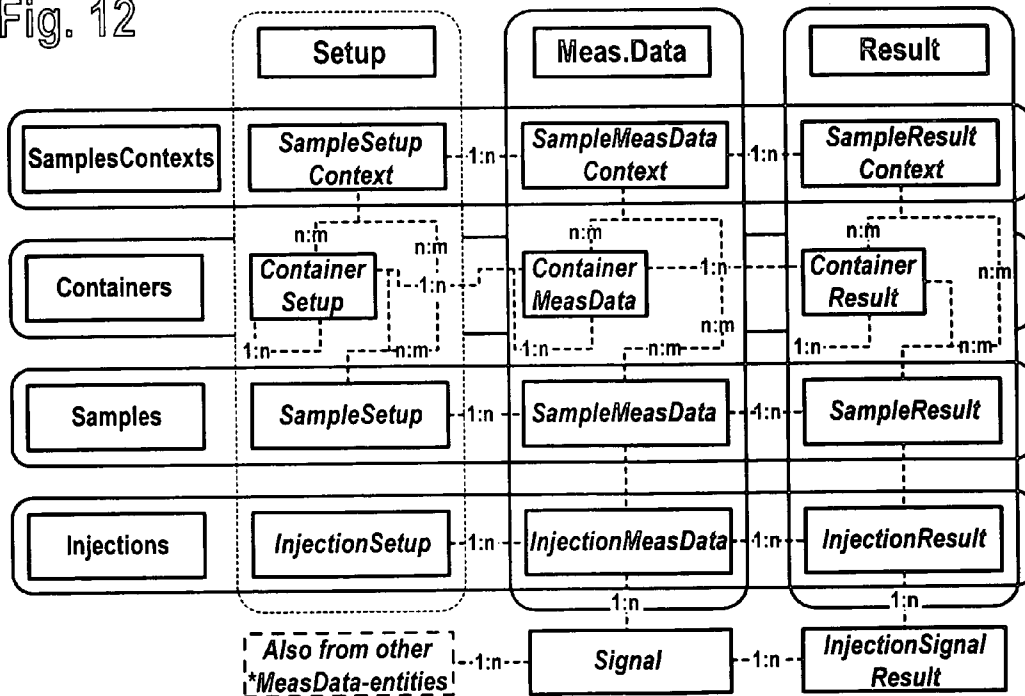 Fig. 12
Setup
Meas.Data
Result
SamplesContexts
SampleSetup
Context
1:n
SampleMeasData
Context
1:n
SampleResult
Context
n:m
n:m
n:m
n:m
Containers
Container
Setup
1:n
Container
MeasData
1:n
Container
Result
n:m
n:m
1:n
n:m
1:n
1:n
n:m
Samples
SampleSetup
1:n
SampleMeasData
1:n
SampleResult
Injections
InjectionSetup
1:n
InjectionMeasData
1:n
InjectionResult
1:n
1:n
Also from other
*MeasData-entities
1:n
Signal
1:n
InjectionSignal
Result